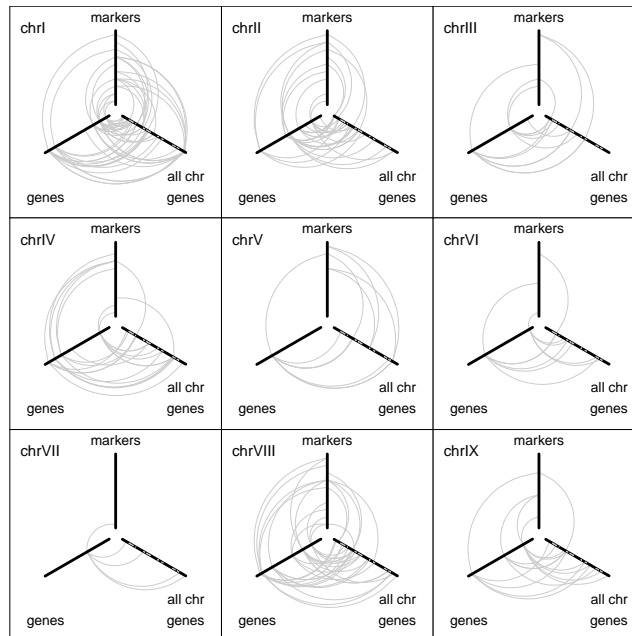 chrI
markers
genes
all chr
genes
chrII
markers
genes
all chr
genes
chrIII
markers
genes
all chr
genes
chrIV
markers
genes
all chr
genes
chrV
markers
genes
all chr
genes
chrVI
markers
genes
all chr
genes
chrVII
markers
genes
all chr
genes
chrVIII
markers
genes
all chr
genes
chrIX
markers
genes
all chr
genes